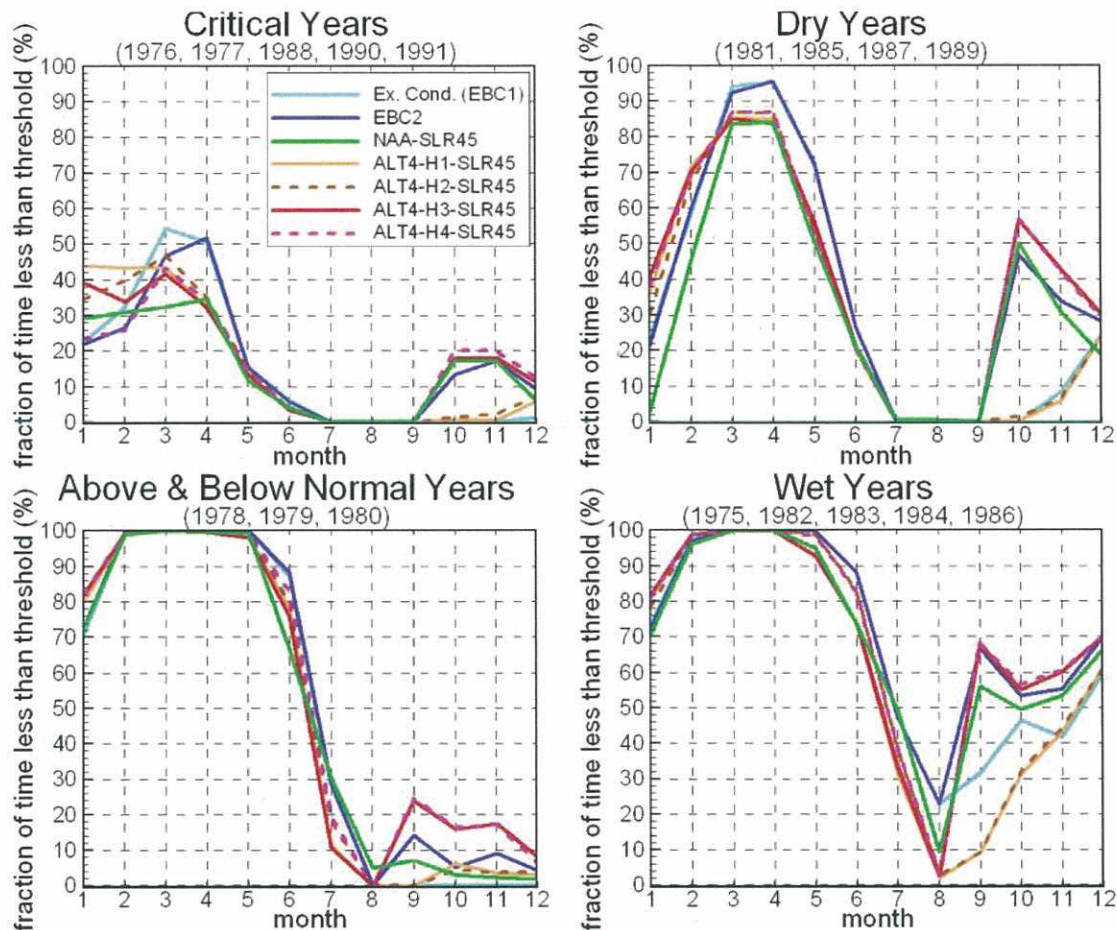 Critical Years
(1976, 1977, 1988, 1990, 1991)
fraction of time less than threshold (%)
100
90
80
70
60
50
40
30
20
10
0
Ex. Cond. (EBC1)
EBC2
NAA-SLR45
ALT4-H1-SLR45
ALT4-H2-SLR45
ALT4-H3-SLR45
ALT4-H4-SLR45
1 2 3 4 5 6 7 8 9 10 11 12
month
Dry Years
(1981, 1985, 1987, 1989)
fraction of time less than threshold (%)
100
90
80
70
60
50
40
30
20
10
0
1 2 3 4 5 6 7 8 9 10 11 12
month
Above & Below Normal Years
(1978, 1979, 1980)
fraction of time less than threshold (%)
100
90
80
70
60
50
40
30
20
10
0
1 2 3 4 5 6 7 8 9 10 11 12
month
Wet Years
(1975, 1982, 1983, 1984, 1986)
fraction of time less than threshold (%)
100
90
80
70
60
50
40
30
20
10
0
1 2 3 4 5 6 7 8 9 10 11 12
month